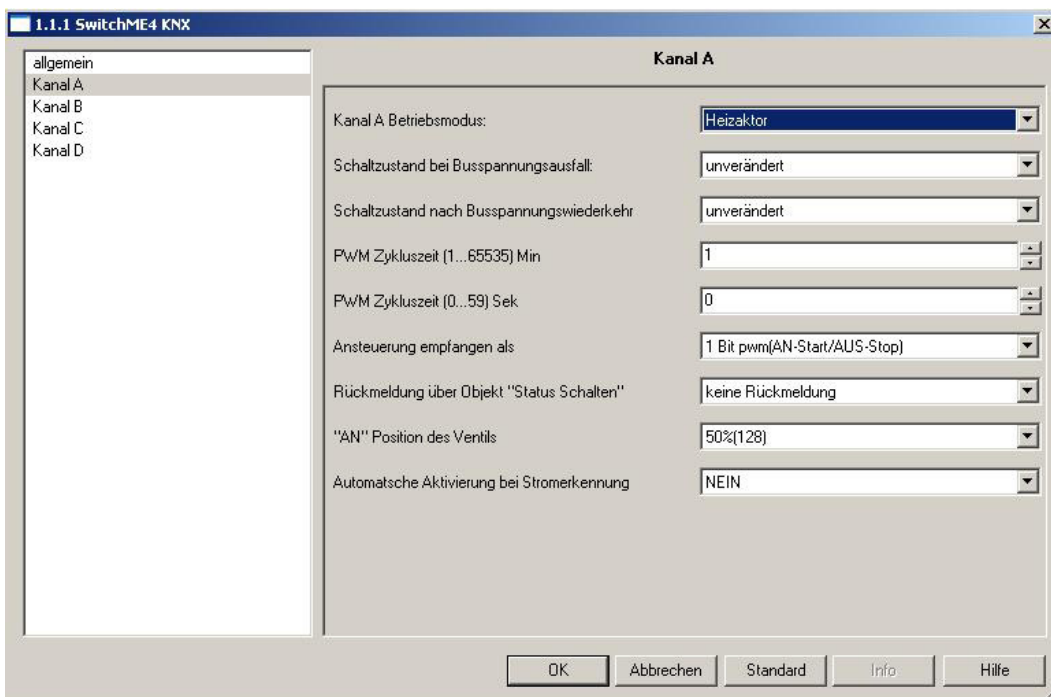 1.1.1 SwitchME4 KNX
allgemein
Kanal A
Kanal B
Kanal C
Kanal D
Kanal A
Kanal A Betriebsmodus: Heizaktor
Schaltzustand bei Busspannungsausfall: unverändert
Schaltzustand nach Busspannungswiederkehr unverändert
PWM Zykluszeit (1...65535) Min 1
PWM Zykluszeit (0...59) Sek 0
Ansteuerung empfangen als 1 Bit pwm(AN-Start/AUS-Stop)
Rückmeldung über Objekt "Status Schalten" keine Rückmeldung
"AN" Position des Ventils 50%(128)
Automatsche Aktivierung bei Stromerkennung NEIN
OK Abbrechen Standard Info Hilfe